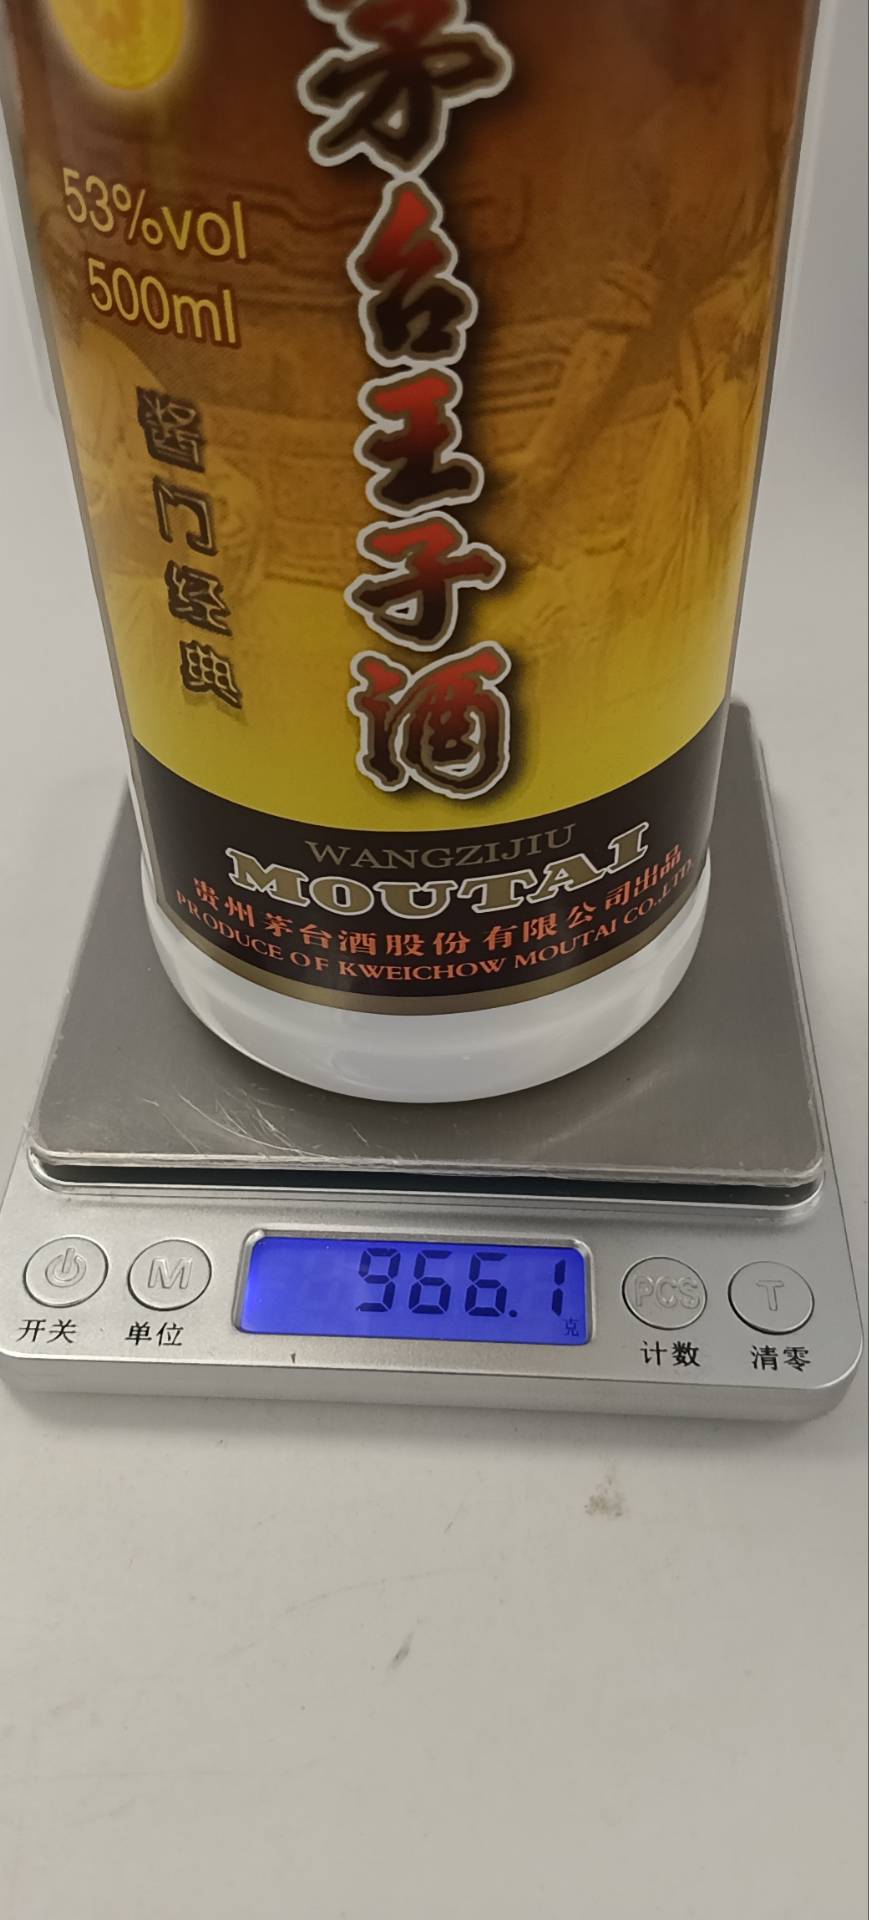 53%vol
500ml
酱门经典
茅台王子酒
WANGZIJIU
MOUTAI
贵州茅台酒股份有限公司出品
PRODUCE OF KWEICHOW MOUTAI CO.,LTD.
966.1
克
M
PCS
T
开关
单位
计数
清零